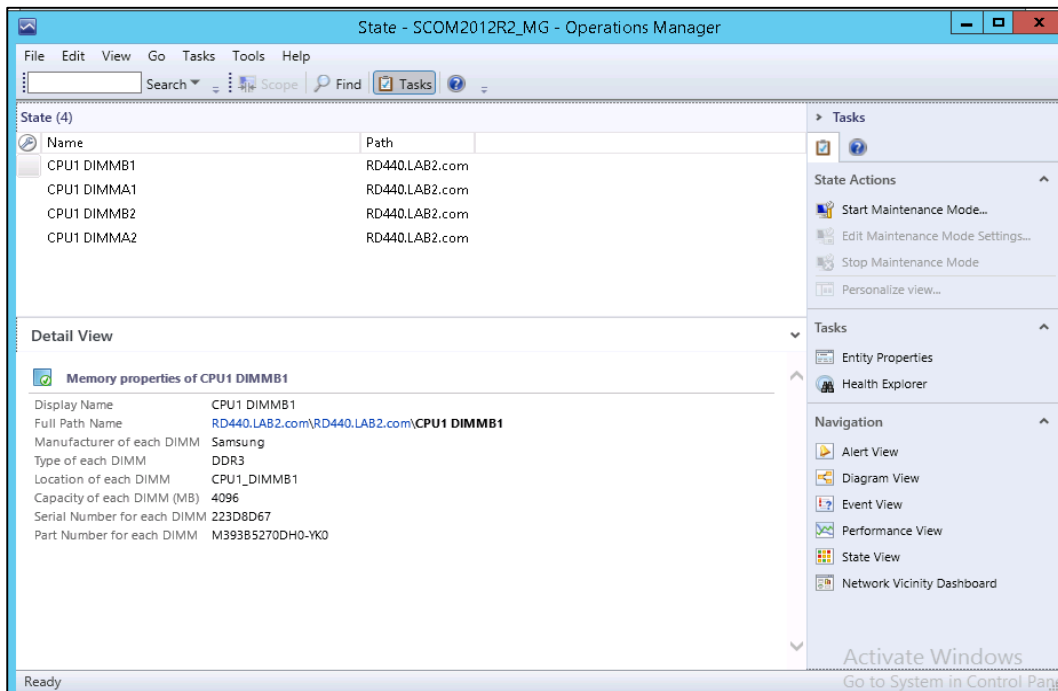 State - SCOM2012R2_MG - Operations Manager
File Edit View Go Tasks Tools Help
Search Scope Find Tasks
State (4)
Name Path
CPU1 DIMMB1 RD440.LAB2.com
CPU1 DIMMA1 RD440.LAB2.com
CPU1 DIMMB2 RD440.LAB2.com
CPU1 DIMMA2 RD440.LAB2.com
Detail View
Memory properties of CPU1 DIMMB1
Display Name CPU1 DIMMB1
Full Path Name RD440.LAB2.com\RD440.LAB2.com\CPU1 DIMMB1
Manufacturer of each DIMM Samsung
Type of each DIMM DDR3
Location of each DIMM CPU1_DIMMB1
Capacity of each DIMM (MB) 4096
Serial Number for each DIMM 223D8D67
Part Number for each DIMM M393B5270DH0-YK0
Tasks
State Actions
Start Maintenance Mode...
Edit Maintenance Mode Settings...
Stop Maintenance Mode
Personalize view...
Tasks
Entity Properties
Health Explorer
Navigation
Alert View
Diagram View
Event View
Performance View
State View
Network Vicinity Dashboard
Activate Windows
Go to System in Control Pan
Ready